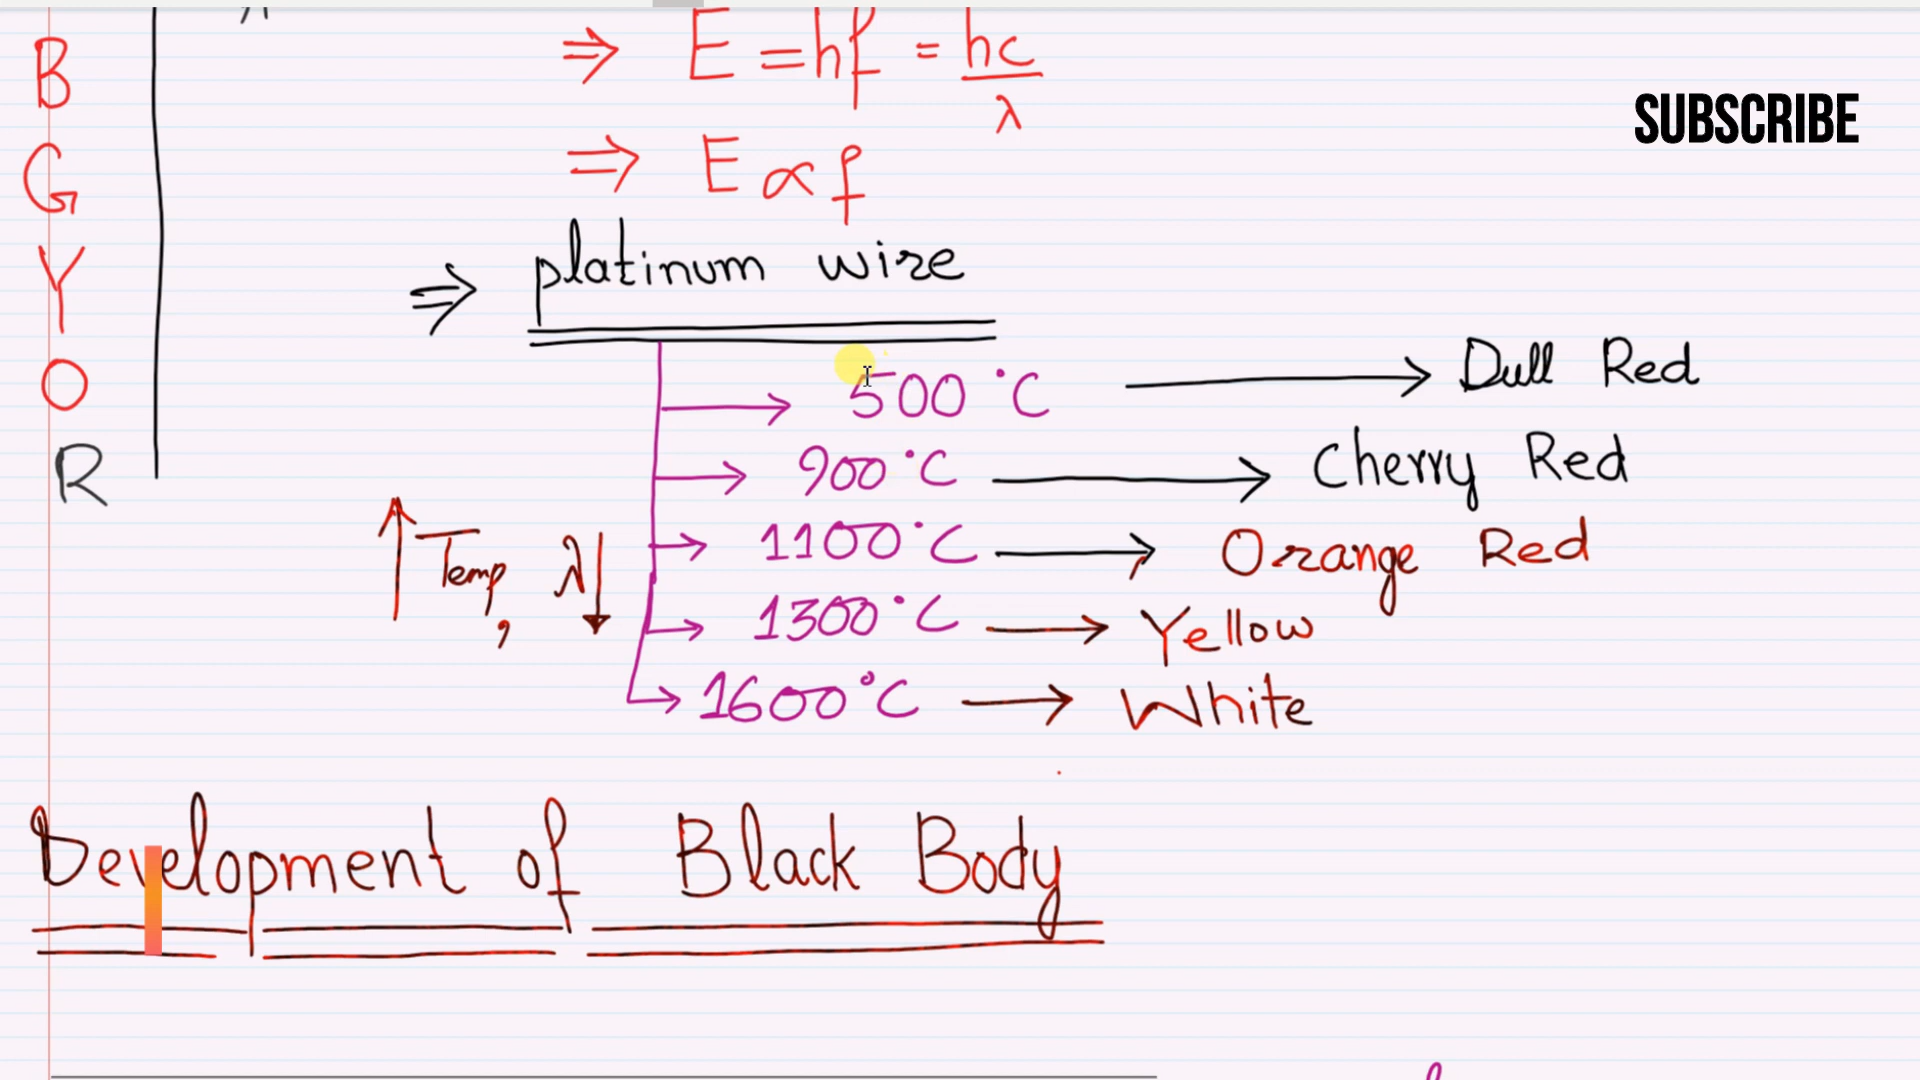 ⇒ E = hf = hc/λ
SUBSCRIBE
⇒ E ∝ f
B
G
Y
O
R
⇒ platinum wire
→ 500 °C → Dull Red
→ 900 °C → Cherry Red
→ 1100 °C → Orange Red
→ 1300 °C → Yellow
→ 1600 °C → White
↑ Temp, λ ↓
Development of Black Body